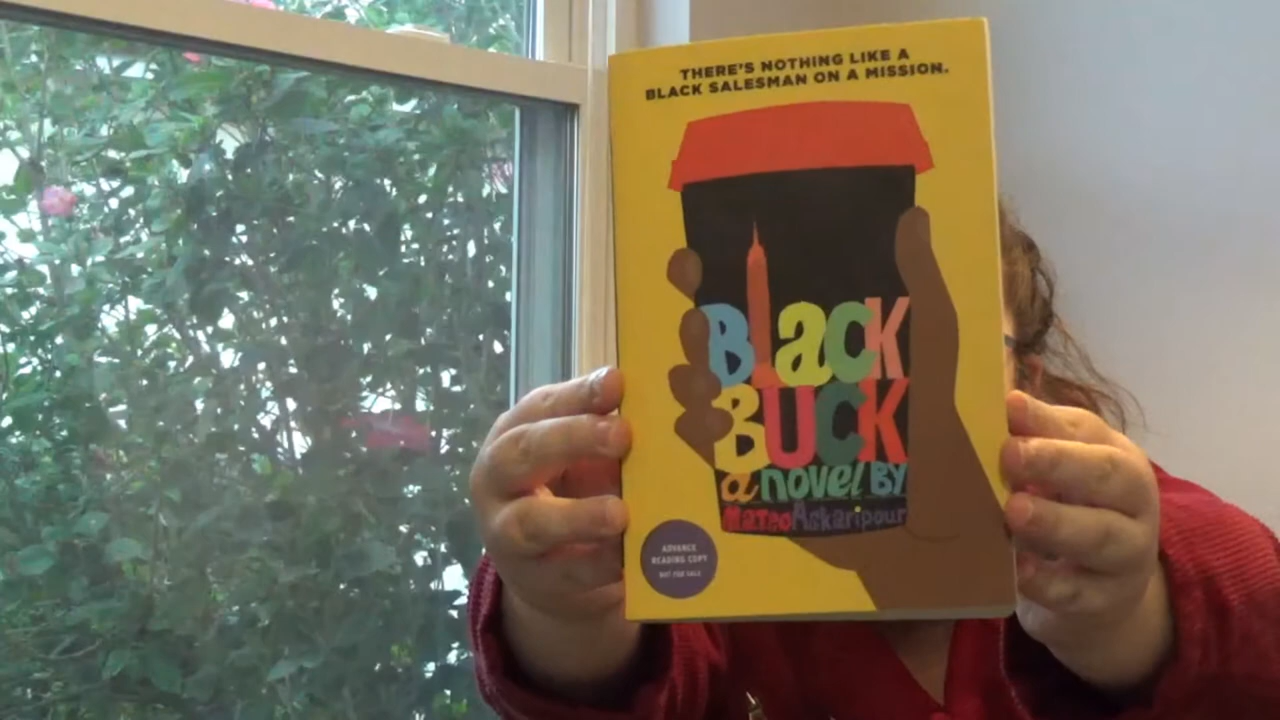 THERE'S NOTHING LIKE A
BLACK SALESMAN ON A MISSION.
BlacK
BUCK
a novel BY
Mateo Askaripour
ADVANCE
READING COPY
NOT FOR SALE